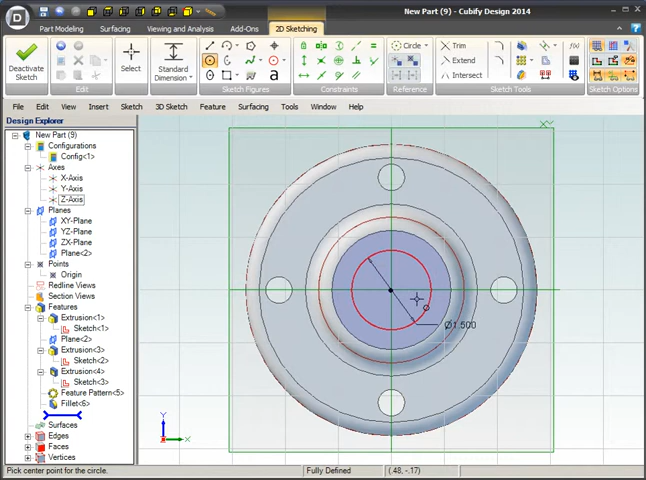 New Part (9) - Cubify Design 2014
Part Modeling Surfacing Viewing and Analysis Add-Ons 2D Sketching
Deactivate Sketch
Edit
Select
Standard Dimension
Sketch Figures
Constraints
Circle
Reference
Trim
Extend
Intersect
Sketch Tools
f(x)
Sketch Options
File Edit View Insert Sketch 3D Sketch Feature Surfacing Tools Window Help
Design Explorer
New Part (9)
Configurations
Config<1>
Axes
X-Axis
Y-Axis
Z-Axis
Planes
XY-Plane
YZ-Plane
ZX-Plane
Plane<2>
Points
Origin
Redline Views
Section Views
Features
Extrusion<1>
Sketch<1>
Plane<2>
Extrusion<3>
Sketch<2>
Extrusion<4>
Sketch<3>
Feature Pattern<5>
Fillet<6>
Surfaces
Edges
Faces
Vertices
XY
Ø1.500
Y
X
Pick center point for the circle. Fully Defined (.48, -.17)